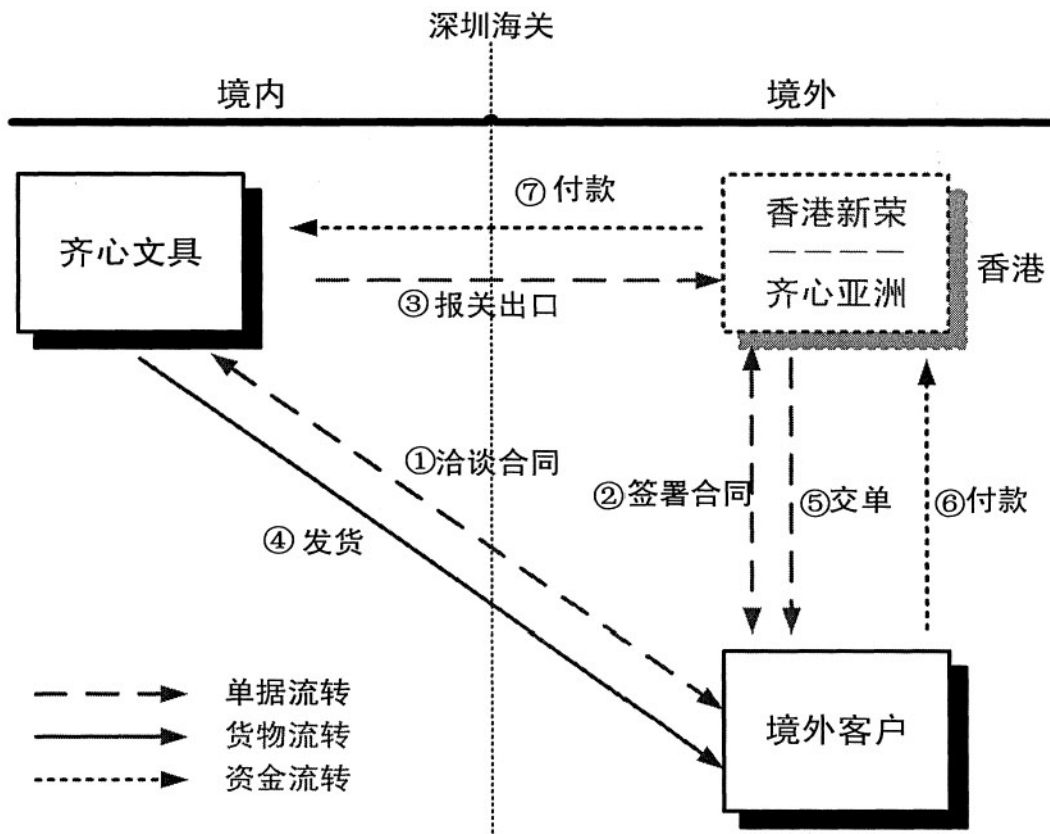 深圳海关
境内
境外
⑦付款
香港新荣
齐心文具
③报关出口
齐心亚洲
香港
①洽谈合同
②签署合同
⑤交单
⑥付款
④发货
单据流转
货物流转
境外客户
资金流转